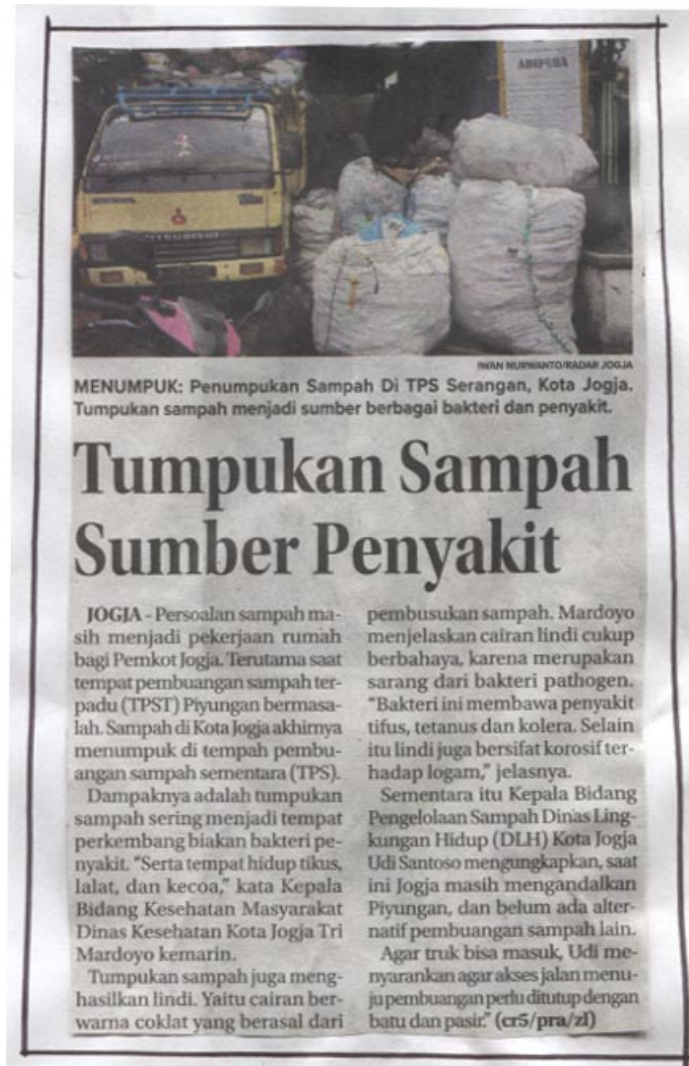 ADIPURA
MITSUBISHI
IWAN NURWANTO/RADAR JOGJA
MENUMPUK: Penumpukan Sampah Di TPS Serangan, Kota Jogja.
Tumpukan sampah menjadi sumber berbagai bakteri dan penyakit.
Tumpukan Sampah
Sumber Penyakit
JOGJA - Persoalan sampah ma-
sih menjadi pekerjaan rumah
bagi Pemkot Jogja. Terutama saat
tempat pembuangan sampah ter-
padu (TPST) Piyungan bermasa-
lah. Sampah di Kota Jogja akhirnya
menumpuk di tempah pembu-
angan sampah sementara (TPS).
Dampaknya adalah tumpukan
sampah sering menjadi tempat
perkembang biakan bakteri pe-
nyakit. “Serta tempat hidup tikus,
lalat, dan kecoa,” kata Kepala
Bidang Kesehatan Masyarakat
Dinas Kesehatan Kota Jogja Tri
Mardoyo kemarin.
Tumpukan sampah juga meng-
hasilkan lindi. Yaitu cairan ber-
warna coklat yang berasal dari
pembusukan sampah. Mardoyo
menjelaskan cairan lindi cukup
berbahaya, karena merupakan
sarang dari bakteri pathogen.
“Bakteri ini membawa penyakit
tifus, tetanus dan kolera. Selain
itu lindi juga bersifat korosif ter-
hadap logam,” jelasnya.
Sementara itu Kepala Bidang
Pengelolaan Sampah Dinas Ling-
kungan Hidup (DLH) Kota Jogja
Udi Santoso mengungkapkan, saat
ini Jogja masih mengandalkan
Piyungan, dan belum ada alter-
natif pembuangan sampah lain.
Agar truk bisa masuk, Udi me-
nyarankan agar akses jalan menu-
ju pembuangan perlu ditutup dengan
batu dan pasir.” (cr5/pra/zl)